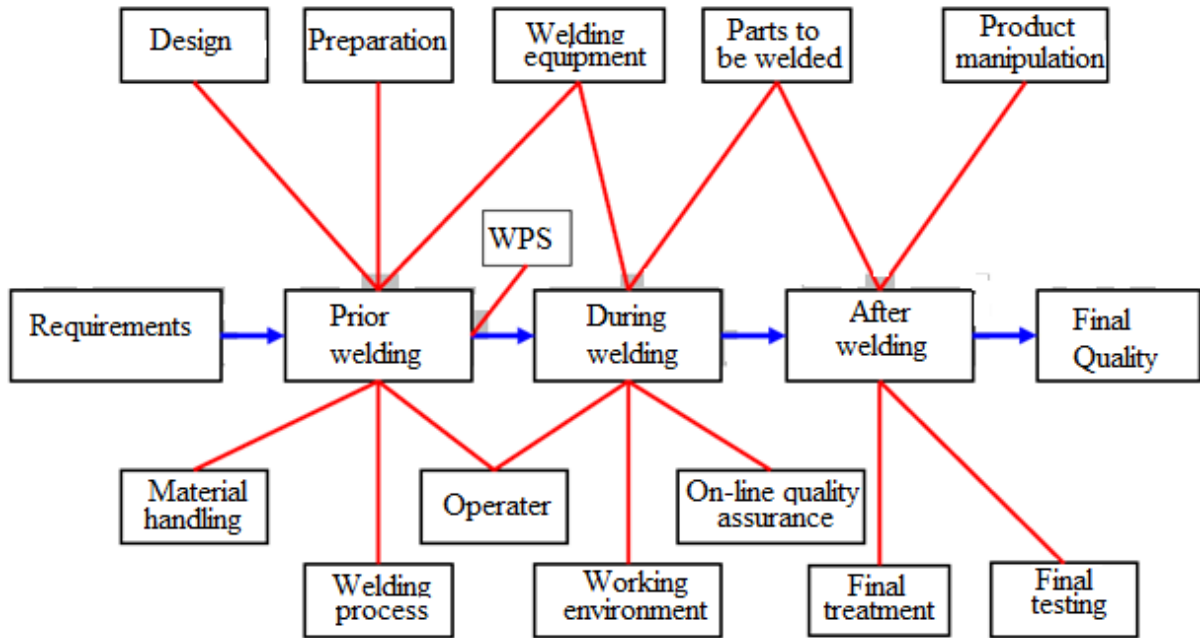 Design
Preparation
Welding
equipment
Parts to
be welded
Product
manipulation
WPS
Requirements
Prior
welding
During
welding
After
welding
Final
Quality
Material
handling
Operater
On-line quality
assurance
Welding
process
Working
environment
Final
treatment
Final
testing